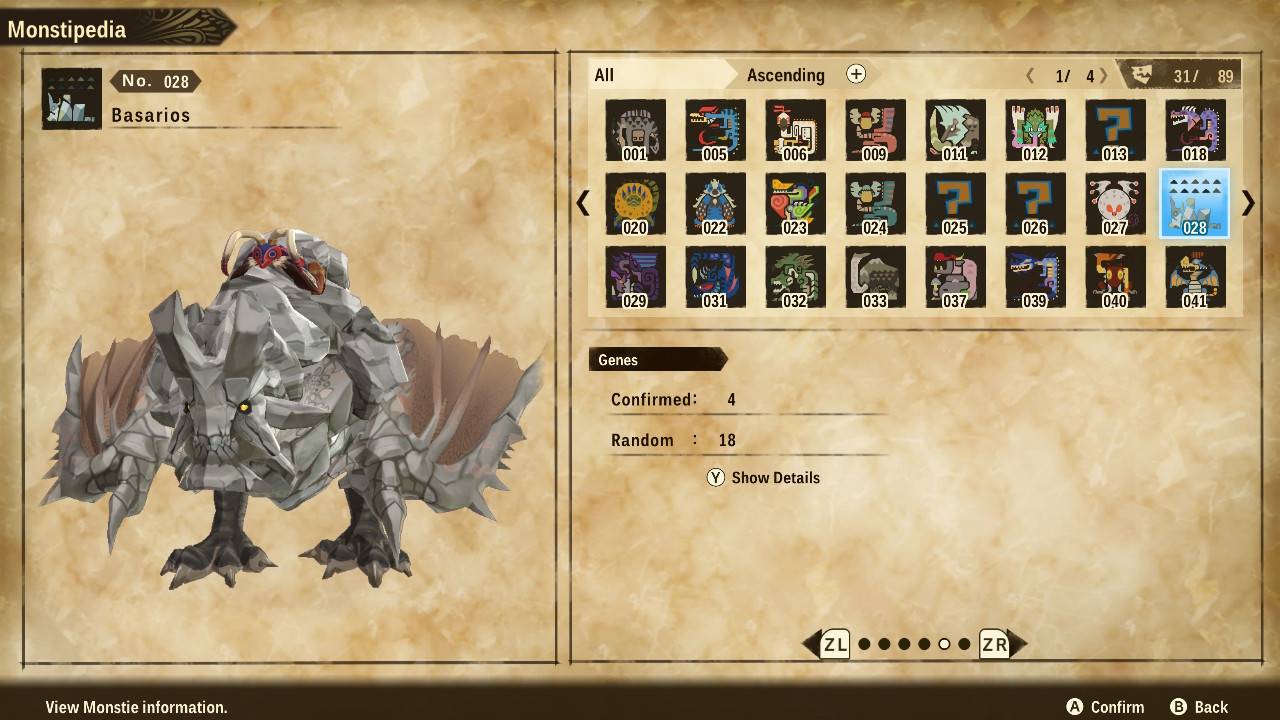 Monstipedia
No. 028
Basarios
All
Ascending +
1/ 4
31/ 89
001 005 006 009 011 012 013 018
020 022 023 024 025 026 027 028
029 031 032 033 037 039 040 041
Genes
Confirmed: 4
Random : 18
Y Show Details
ZL ZR
View Monstie information.
A Confirm B Back